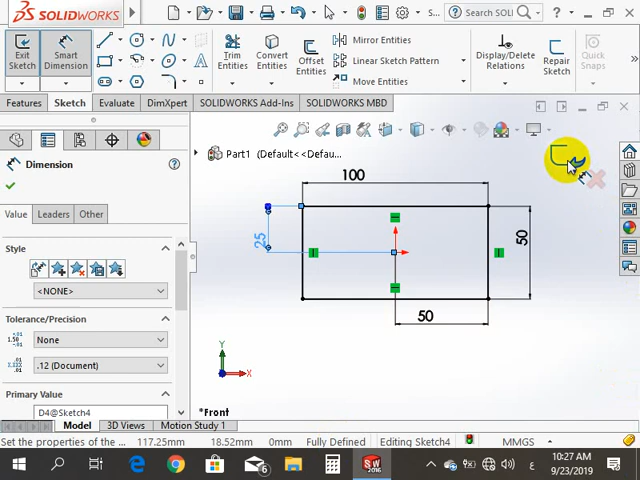 SOLIDWORKS
S...
Search SOLIDWORKS
Exit Sketch
Smart Dimension
Trim Entities
Convert Entities
Offset Entities
Mirror Entities
Linear Sketch Pattern
Move Entities
Display/Delete Relations
Repair Sketch
Features
Sketch
Evaluate
DimXpert
SOLIDWORKS Add-Ins
SOLIDWORKS MBD
Part1 (Default<<Defau...
Dimension
Value
Leaders
Other
Style
<NONE>
Tolerance/Precision
None
.12 (Document)
Primary Value
D4@Sketch4
100
25
50
50
Y
X
*Front
Model
3D Views
Motion Study 1
Set the properties of the
117.25mm
18.52mm
0mm
Fully Defined
Editing Sketch4
MMGS
6
SW
2016
ع
10:27 AM
9/23/2019